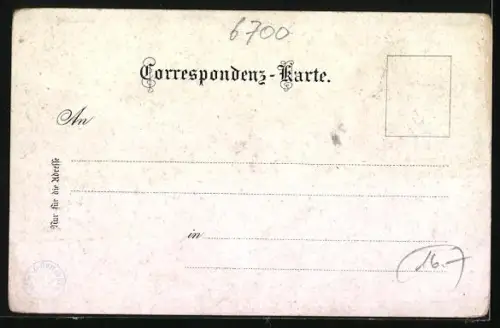 6700
Correspondenz-Karte.
An
Nur für die Adresse
in
16.-